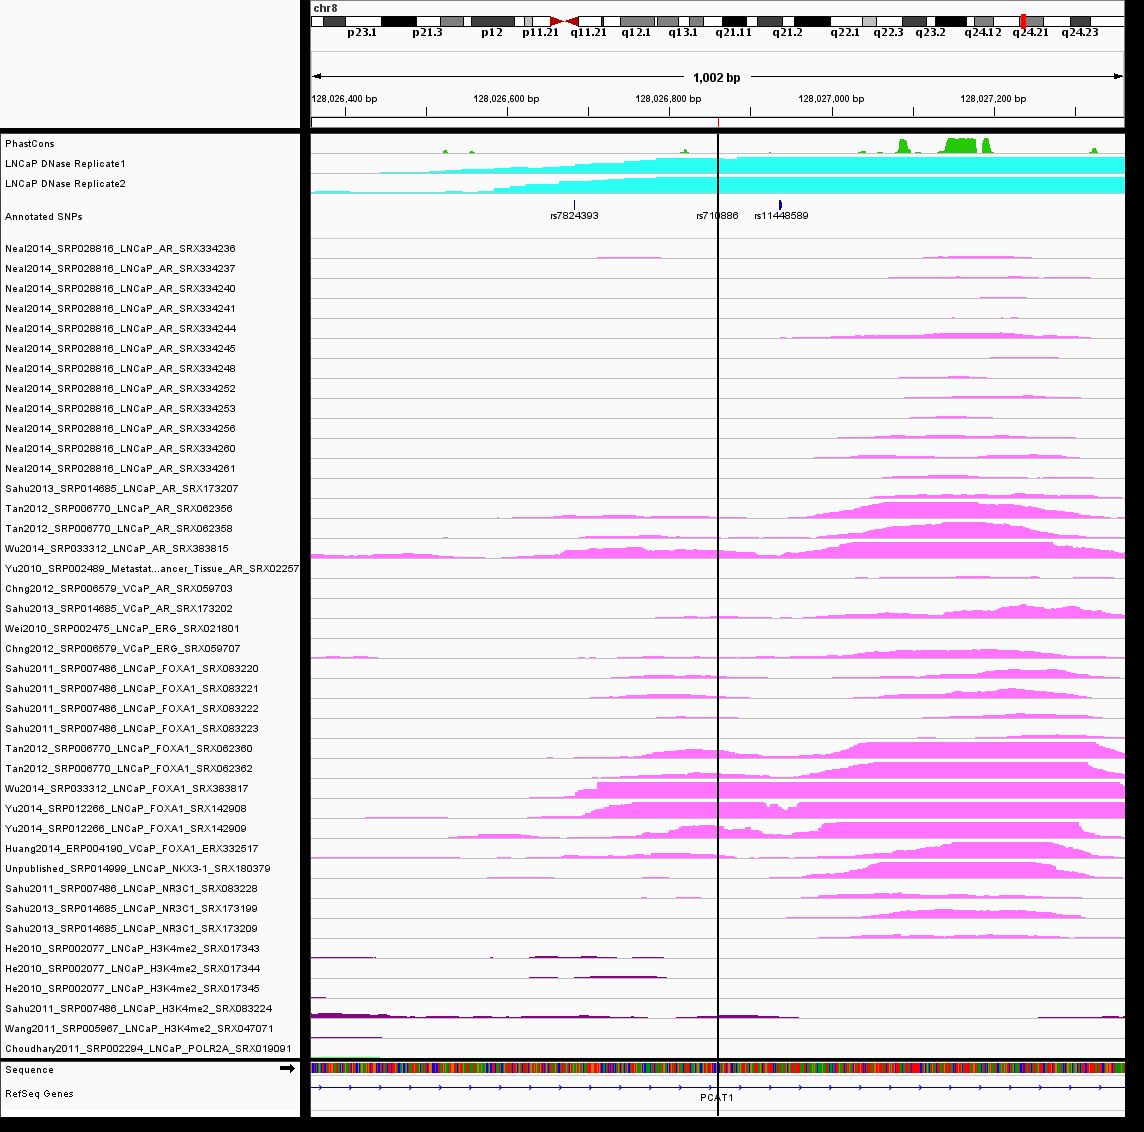 chr8
p23.1 p21.3 p12 p11.21 q11.21 q12.1 q13.1 q21.11 q21.2 q22.1 q22.3 q23.2 q24.12 q24.21 q24.23
1,002 bp
128,026,400 bp 128,026,600 bp 128,026,800 bp 128,027,000 bp 128,027,200 bp
PhastCons
LNCaP DNase Replicate1
LNCaP DNase Replicate2
Annotated SNPs
rs7824393 rs710886 rs11448589
Neal2014_SRP028816_LNCaP_AR_SRX334236
Neal2014_SRP028816_LNCaP_AR_SRX334237
Neal2014_SRP028816_LNCaP_AR_SRX334240
Neal2014_SRP028816_LNCaP_AR_SRX334241
Neal2014_SRP028816_LNCaP_AR_SRX334244
Neal2014_SRP028816_LNCaP_AR_SRX334245
Neal2014_SRP028816_LNCaP_AR_SRX334248
Neal2014_SRP028816_LNCaP_AR_SRX334252
Neal2014_SRP028816_LNCaP_AR_SRX334253
Neal2014_SRP028816_LNCaP_AR_SRX334256
Neal2014_SRP028816_LNCaP_AR_SRX334260
Neal2014_SRP028816_LNCaP_AR_SRX334261
Sahu2013_SRP014685_LNCaP_AR_SRX173207
Tan2012_SRP006770_LNCaP_AR_SRX062356
Tan2012_SRP006770_LNCaP_AR_SRX062358
Wu2014_SRP033312_LNCaP_AR_SRX383815
Yu2010_SRP002489_Metastat...ancer_Tissue_AR_SRX02257
Chng2012_SRP006579_VCaP_AR_SRX059703
Sahu2013_SRP014685_VCaP_AR_SRX173202
Wei2010_SRP002475_LNCaP_ERG_SRX021801
Chng2012_SRP006579_VCaP_ERG_SRX059707
Sahu2011_SRP007486_LNCaP_FOXA1_SRX083220
Sahu2011_SRP007486_LNCaP_FOXA1_SRX083221
Sahu2011_SRP007486_LNCaP_FOXA1_SRX083222
Sahu2011_SRP007486_LNCaP_FOXA1_SRX083223
Tan2012_SRP006770_LNCaP_FOXA1_SRX062360
Tan2012_SRP006770_LNCaP_FOXA1_SRX062362
Wu2014_SRP033312_LNCaP_FOXA1_SRX383817
Yu2014_SRP012266_LNCaP_FOXA1_SRX142908
Yu2014_SRP012266_LNCaP_FOXA1_SRX142909
Huang2014_ERP004190_VCaP_FOXA1_ERX332517
Unpublished_SRP014999_LNCaP_NKX3-1_SRX180379
Sahu2011_SRP007486_LNCaP_NR3C1_SRX083228
Sahu2013_SRP014685_LNCaP_NR3C1_SRX173199
Sahu2013_SRP014685_LNCaP_NR3C1_SRX173209
He2010_SRP002077_LNCaP_H3K4me2_SRX017343
He2010_SRP002077_LNCaP_H3K4me2_SRX017344
He2010_SRP002077_LNCaP_H3K4me2_SRX017345
Sahu2011_SRP007486_LNCaP_H3K4me2_SRX083224
Wang2011_SRP005967_LNCaP_H3K4me2_SRX047071
Choudhary2011_SRP002294_LNCaP_POLR2A_SRX019091
Sequence
RefSeq Genes
PCAT1